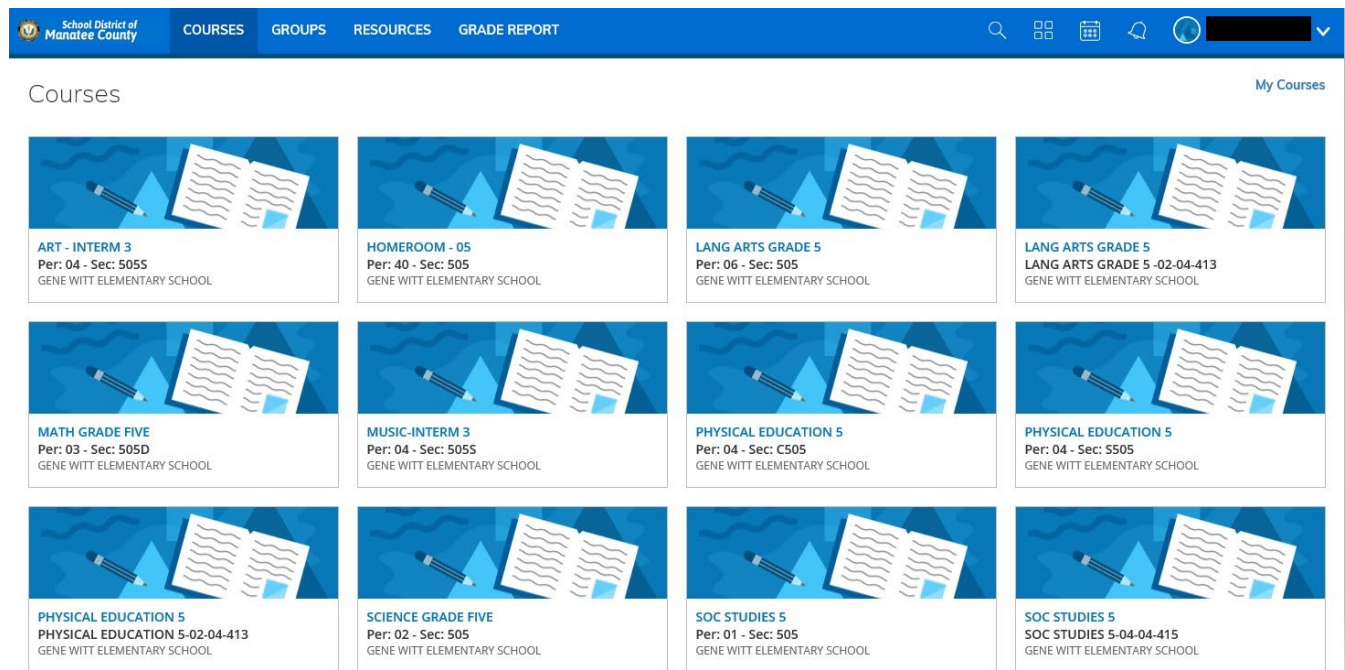 School District of
Manatee County
COURSES GROUPS RESOURCES GRADE REPORT
Courses
My Courses
ART - INTERM 3
Per: 04 - Sec: 505S
GENE WITT ELEMENTARY SCHOOL
HOMEROOM - 05
Per: 40 - Sec: 505
GENE WITT ELEMENTARY SCHOOL
LANG ARTS GRADE 5
Per: 06 - Sec: 505
GENE WITT ELEMENTARY SCHOOL
LANG ARTS GRADE 5
LANG ARTS GRADE 5 -02-04-413
GENE WITT ELEMENTARY SCHOOL
MATH GRADE FIVE
Per: 03 - Sec: 505D
GENE WITT ELEMENTARY SCHOOL
MUSIC-INTERM 3
Per: 04 - Sec: 505S
GENE WITT ELEMENTARY SCHOOL
PHYSICAL EDUCATION 5
Per: 04 - Sec: C505
GENE WITT ELEMENTARY SCHOOL
PHYSICAL EDUCATION 5
Per: 04 - Sec: S505
GENE WITT ELEMENTARY SCHOOL
PHYSICAL EDUCATION 5
PHYSICAL EDUCATION 5-02-04-413
GENE WITT ELEMENTARY SCHOOL
SCIENCE GRADE FIVE
Per: 02 - Sec: 505
GENE WITT ELEMENTARY SCHOOL
SOC STUDIES 5
Per: 01 - Sec: 505
GENE WITT ELEMENTARY SCHOOL
SOC STUDIES 5
SOC STUDIES 5-04-04-415
GENE WITT ELEMENTARY SCHOOL